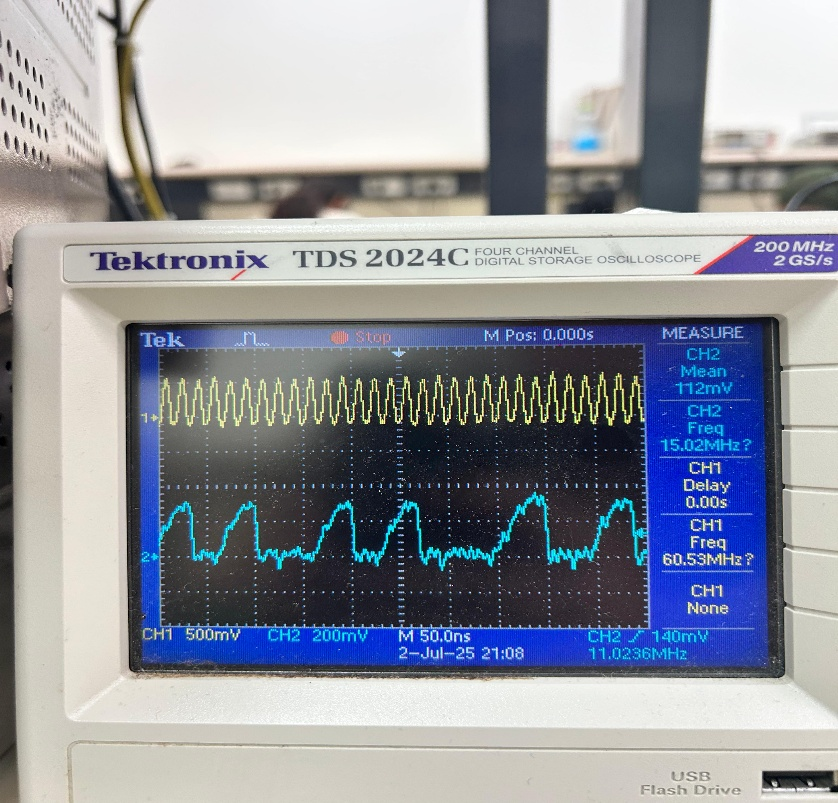 Tektronix TDS 2024C FOUR CHANNEL DIGITAL STORAGE OSCILLOSCOPE
200 MHz
2 GS/s
Tek Stop M Pos: 0.000s MEASURE
CH2
Mean
112mV
CH2
Freq
15.02MHz?
CH1
Delay
0.00s
CH1
Freq
60.53MHz?
CH1
None
1
2
CH1 500mV CH2 200mV M 50.0ns CH2 140mV
2-Jul-25 21:08 11.0236MHz
USB
Flash Drive